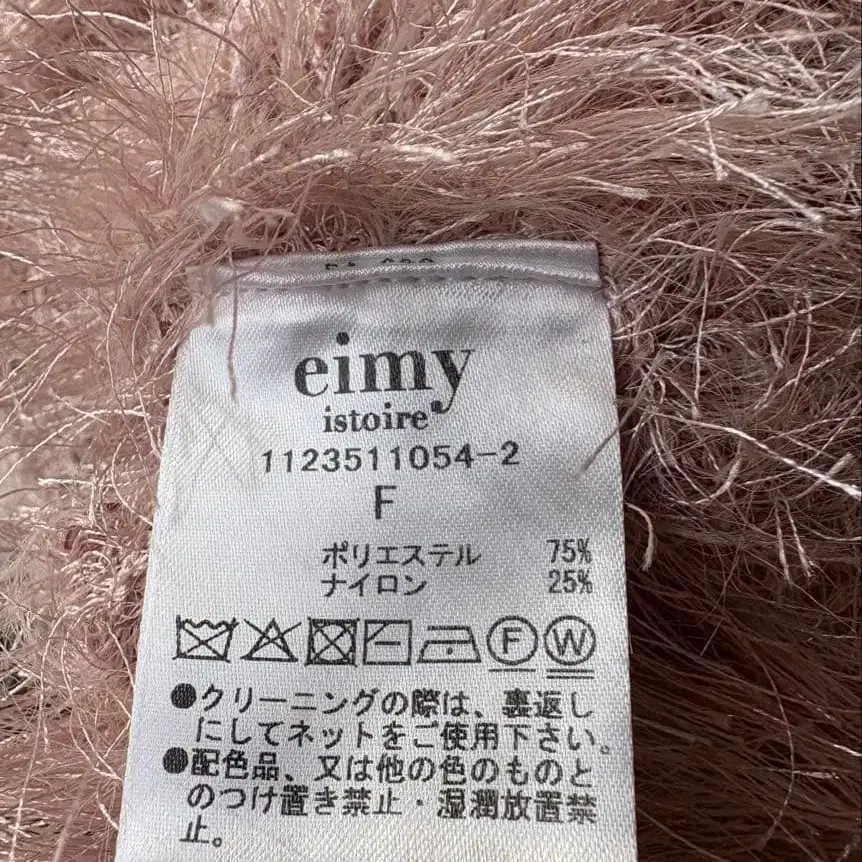 eimy
istoire
1123511054-2
F
ポリエステル 75%
ナイロン 25%
F W
●クリーニングの際は、裏返し
にしてネットをご使用下さい。
●配色品、又は他の色のものと
のつけ置き禁止・湿潤放置禁
止。